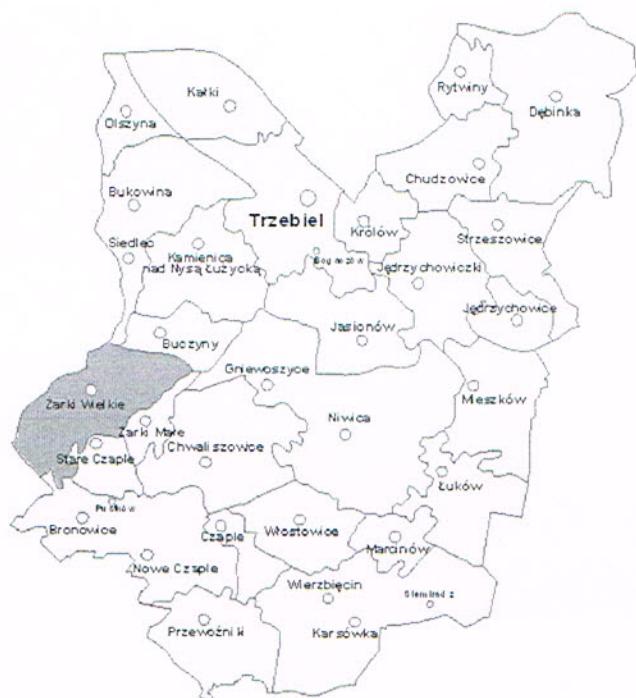 Rytwiny
Kałki
Dębinka
Olszyna
Chudzowice
Bukowina
Trzebiel
Królów
Strzeszowice
Siedlec
Kamienica
nad Nysą Łużycką
Jędrzychowiczki
Jędrzychowice
Jasionów
Buczyny
Gniewoszyce
Mieszków
Żarki Wielkie
Niwica
Żarki Małe
Chwaliszowice
Stare Czaple
Łuków
Bronowice
Czaple
Włostowice
Marcinów
Nowe Czaple
Wierzbięcin
Przewoźnik
Karsówka